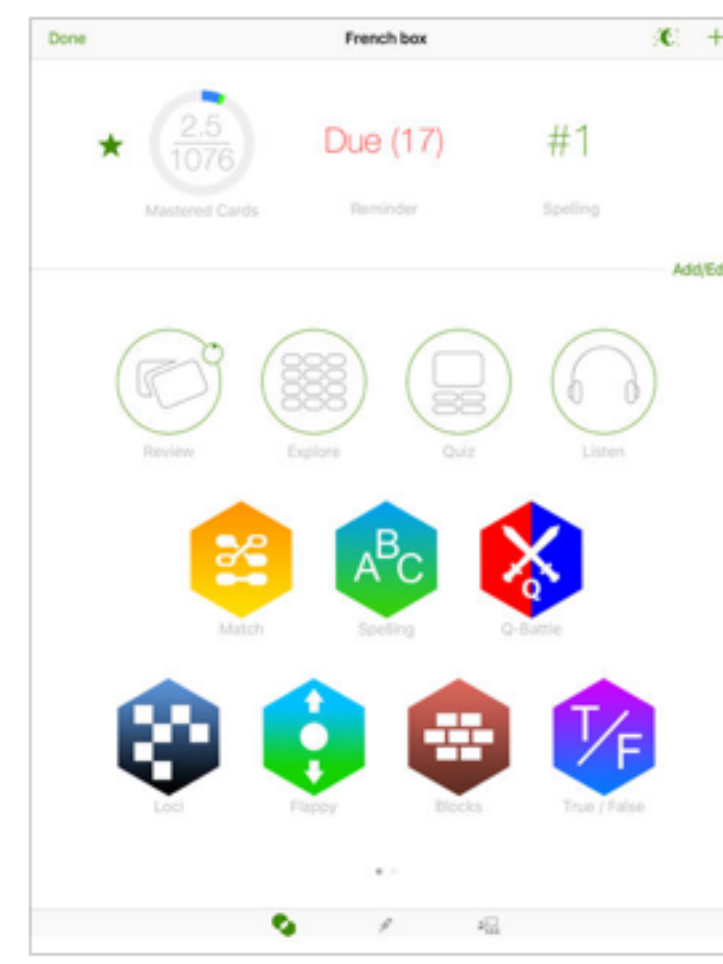 Done French box +
2.5
1076
Due (17) #1
Mastered Cards Reminder Spelling
Add/Ed
Review Explore Quiz Listen
A B C
Q
Match Spelling Q-Battle
T/F
Loci Flappy Blocks True / False